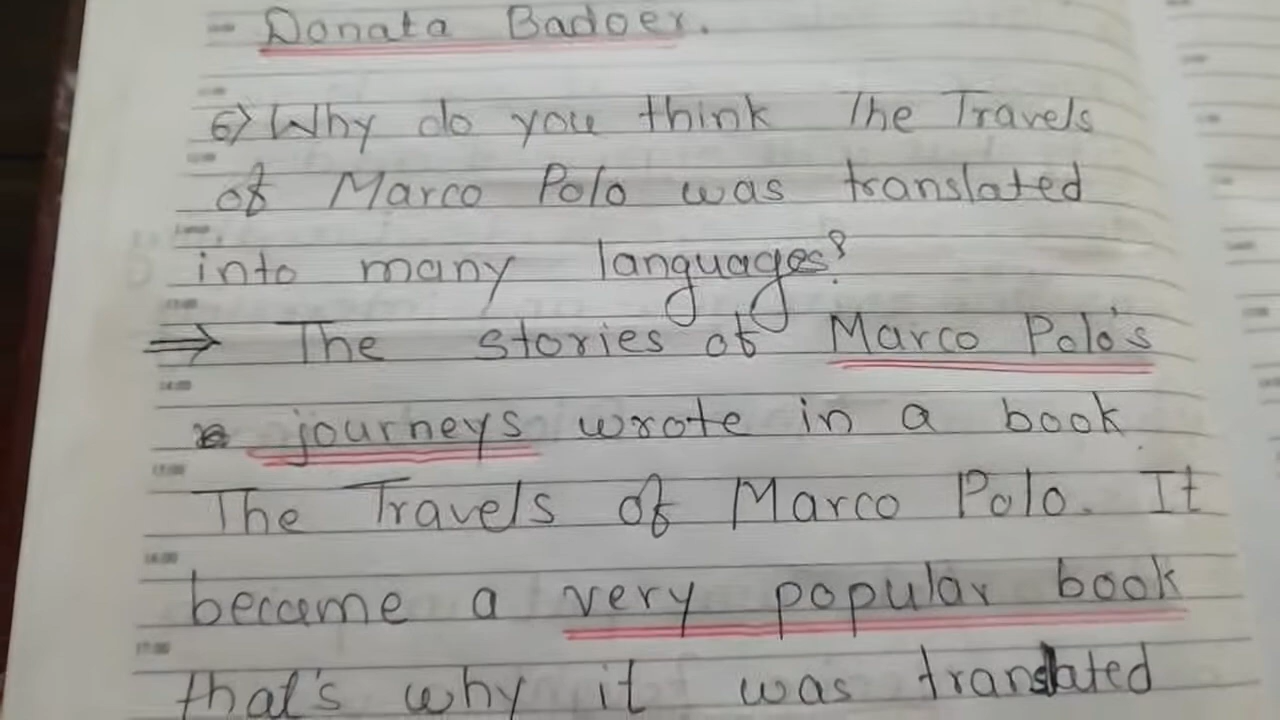 Donata Badoer.
6) Why do you think The Travels
of Marco Polo was translated
into many languages?
⇒ The stories of Marco Polo's
journeys wrote in a book
The Travels of Marco Polo. It
became a very popular book
that's why it was translated